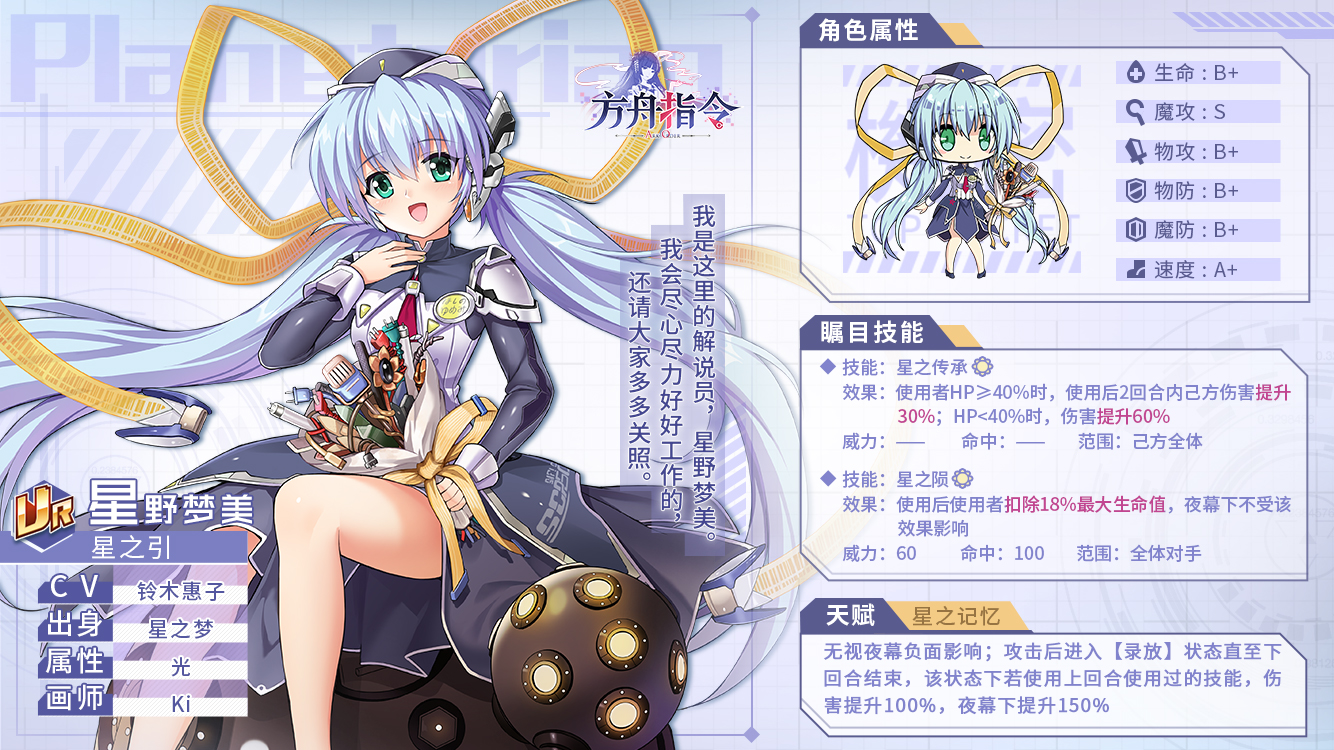 Planetarian
方舟指令
ARK ORDER
我是这里的解说员，星野梦美。
我会尽心尽力好好工作的，
还请大家多多关照。
ほしの
ゆめみ
UR 星野梦美
星之引
CV 铃木惠子
出身 星之梦
属性 光
画师 Ki
角色属性
生命：B+
魔攻：S
物攻：B+
物防：B+
魔防：B+
速度：A+
瞩目技能
技能：星之传承
效果：使用者HP≥40%时，使用后2回合内己方伤害提升
30%；HP<40%时，伤害提升60%
威力：—— 命中：—— 范围：己方全体
技能：星之陨
效果：使用后使用者扣除18%最大生命值，夜幕下不受该
效果影响
威力：60 命中：100 范围：全体对手
天赋 星之记忆
无视夜幕负面影响；攻击后进入【录放】状态直至下
回合结束，该状态下若使用上回合使用过的技能，伤
害提升100%，夜幕下提升150%